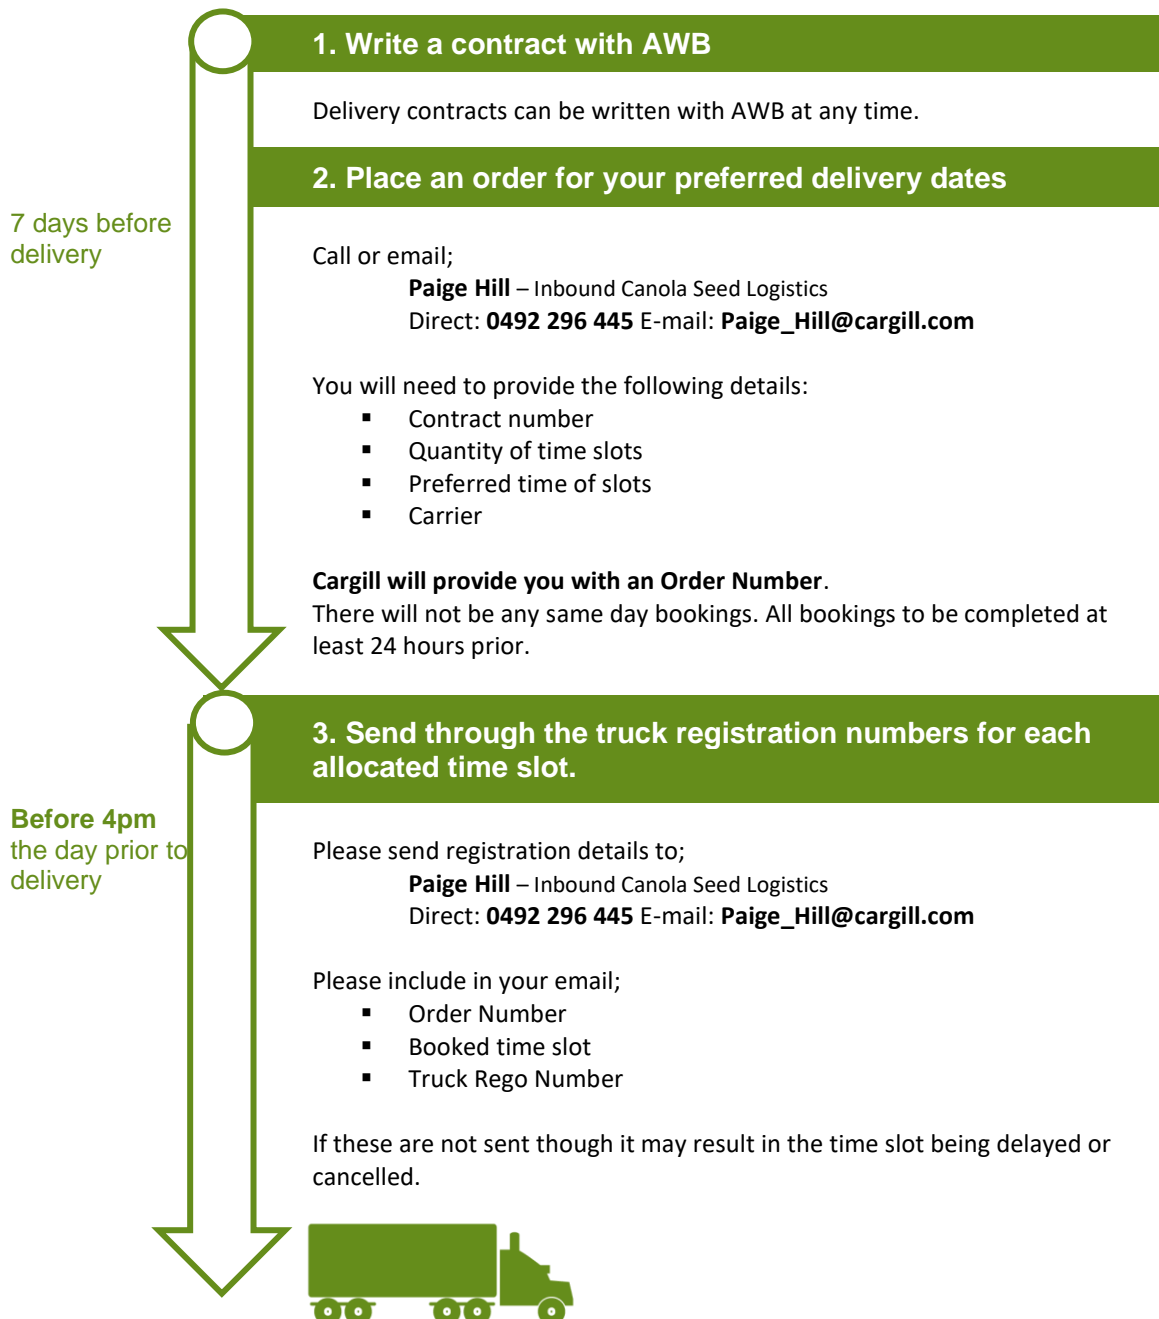 1. Write a contract with AWB
Delivery contracts can be written with AWB at any time.
2. Place an order for your preferred delivery dates
7 days before
delivery
Call or email;
Paige Hill – Inbound Canola Seed Logistics
Direct: 0492 296 445 E-mail: Paige_Hill@cargill.com
You will need to provide the following details:
▪ Contract number
▪ Quantity of time slots
▪ Preferred time of slots
▪ Carrier
Cargill will provide you with an Order Number.
There will not be any same day bookings. All bookings to be completed at
least 24 hours prior.
3. Send through the truck registration numbers for each
allocated time slot.
Before 4pm
the day prior to
delivery
Please send registration details to;
Paige Hill – Inbound Canola Seed Logistics
Direct: 0492 296 445 E-mail: Paige_Hill@cargill.com
Please include in your email;
▪ Order Number
▪ Booked time slot
▪ Truck Rego Number
If these are not sent though it may result in the time slot being delayed or
cancelled.